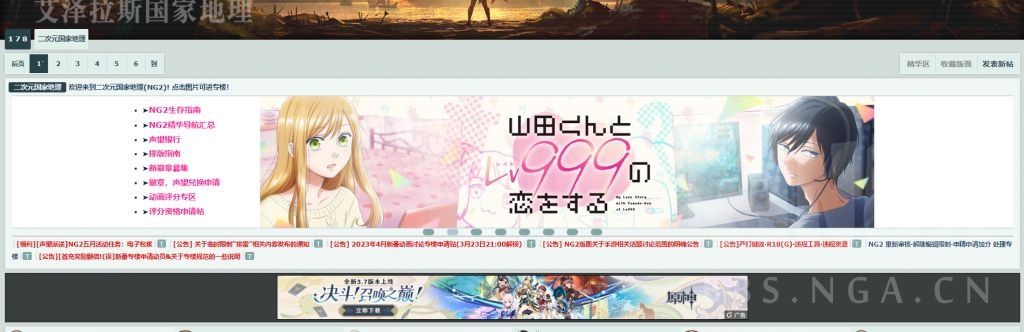 艾泽拉斯国家地理
178 二次元国家地理
后页 1 2 3 4 5 6 到 精华区 收藏版面 发表新帖
二次元国家地理 欢迎来到二次元国家地理(NG2)! 点击图片可进专楼!
➤NG2生存指南
➤NG2精华导航汇总
➤声望银行
➤排版指南
➤新徽章募集
➤徽章、声望兑换申请
➤动画评分专区
➤评分资格申请帖
山田くんと
Lv999の
恋をする
My Love Story
with Yamada-kun
at Lv999
[福利][声望派送]NG2五月活动任务: 电子包浆 [公告] 关于临时限制"排雷"相关内容发布的通知 [公告] 2023年4月新番动画讨论专楼申请贴(3月23日21:00解锁) [公告] NG2版面关于手游相关话题讨论范围的明确公告 [公告]严打劫改-R18(G)-违规工具-违规资源 NG2 重新审核-解除编辑限制-申精申请加分 处理专
楼 [公告][首充奖励翻倍!(误]新番专楼申请动员&关于专楼规范的一些说明
全新3.7版本上线
决斗!召唤之巅!
立即下载
原神
广告
BBS.NGA.CN